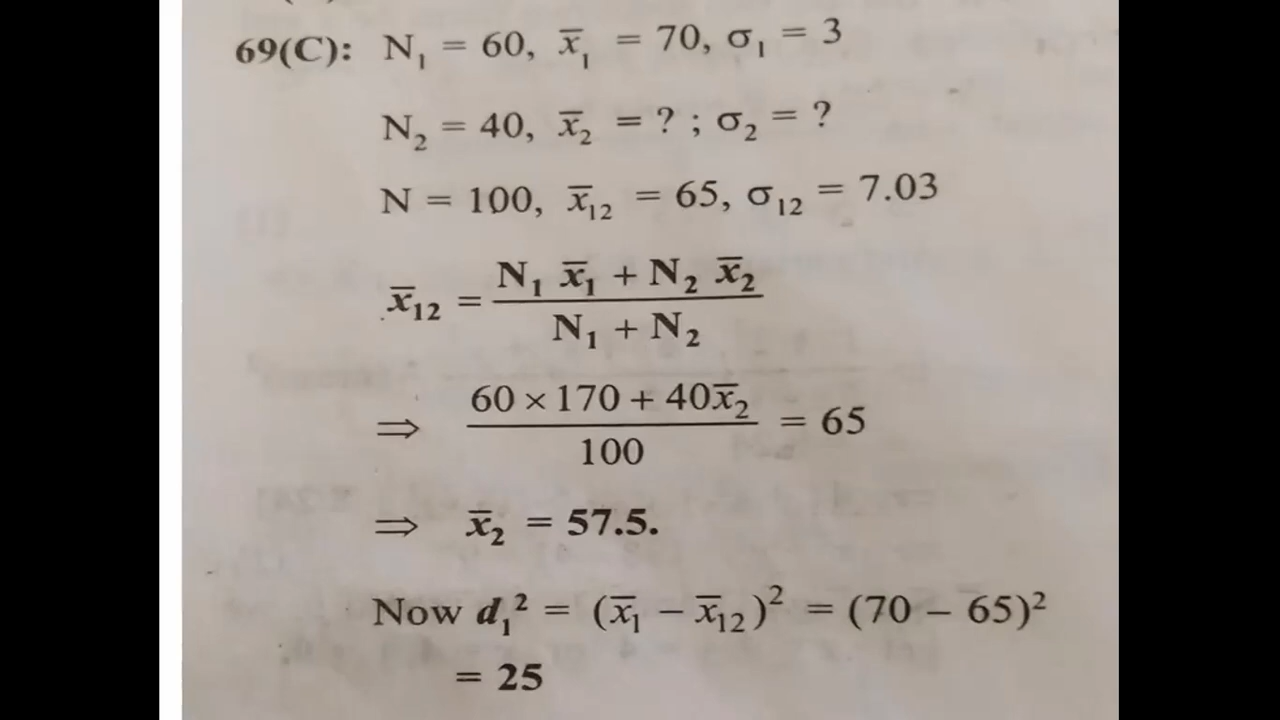 69(C): N₁ = 60, x̅₁ = 70, σ₁ = 3
N₂ = 40, x̅₂ = ? ; σ₂ = ?
N = 100, x̅₁₂ = 65, σ₁₂ = 7.03
x̅₁₂ = (N₁ x̅₁ + N₂ x̅₂) / (N₁ + N₂)
⇒ (60 × 170 + 40x̅₂) / 100 = 65
⇒ x̅₂ = 57.5.
Now d₁² = (x̅₁ − x̅₁₂)² = (70 − 65)²
= 25